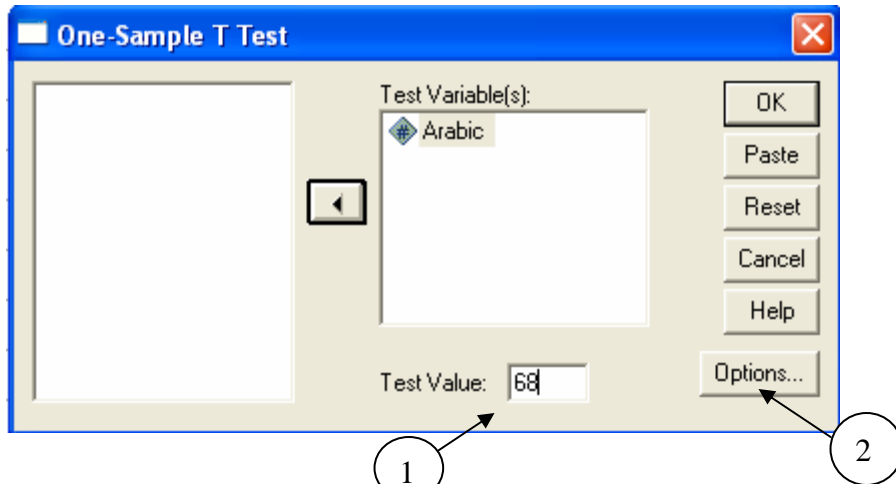 One-Sample T Test
Test Variable(s):
# Arabic
OK
Paste
Reset
Cancel
Help
Test Value: 68
Options...
1
2